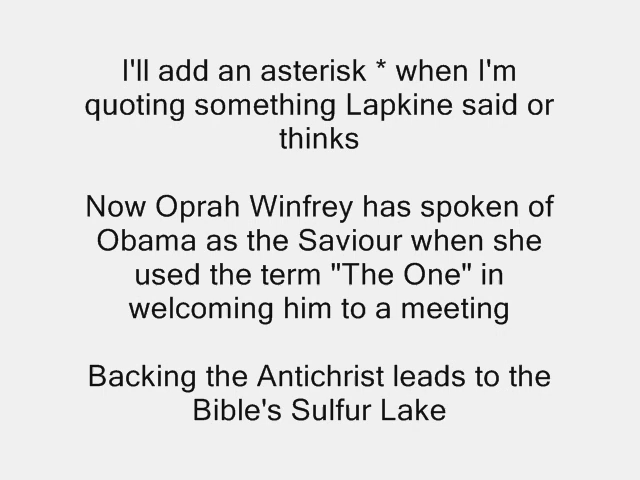 I'll add an asterisk * when I'm
quoting something Lapkine said or
thinks
Now Oprah Winfrey has spoken of
Obama as the Saviour when she
used the term "The One" in
welcoming him to a meeting
Backing the Antichrist leads to the
Bible's Sulfur Lake